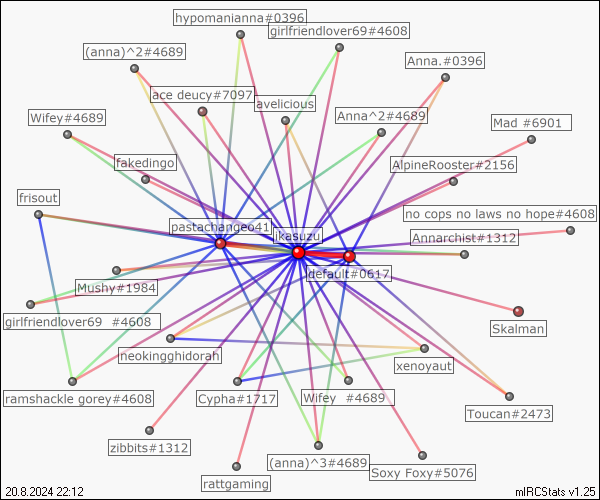 hypomanianna#0396
girlfriendlover69#4608
(anna)^2#4689
Anna.#0396
ace deucy#7097
avelicious
Wifey#4689
Anna^2#4689
Mad #6901
fakedingo
AlpineRooster#2156
frisout
no cops no laws no hope#4608
pastachangeo41
ikasuzu
Annarchist#1312
default#0617
Mushy#1984
girlfriendlover69 #4608
Skalman
neokingghidorah
xenoyaut
ramshackle gorey#4608
Cypha#1717
Wifey #4689
Toucan#2473
zibbits#1312
(anna)^3#4689
Soxy Foxy#5076
rattgaming
20.8.2024 22:12
mIRCStats v1.25